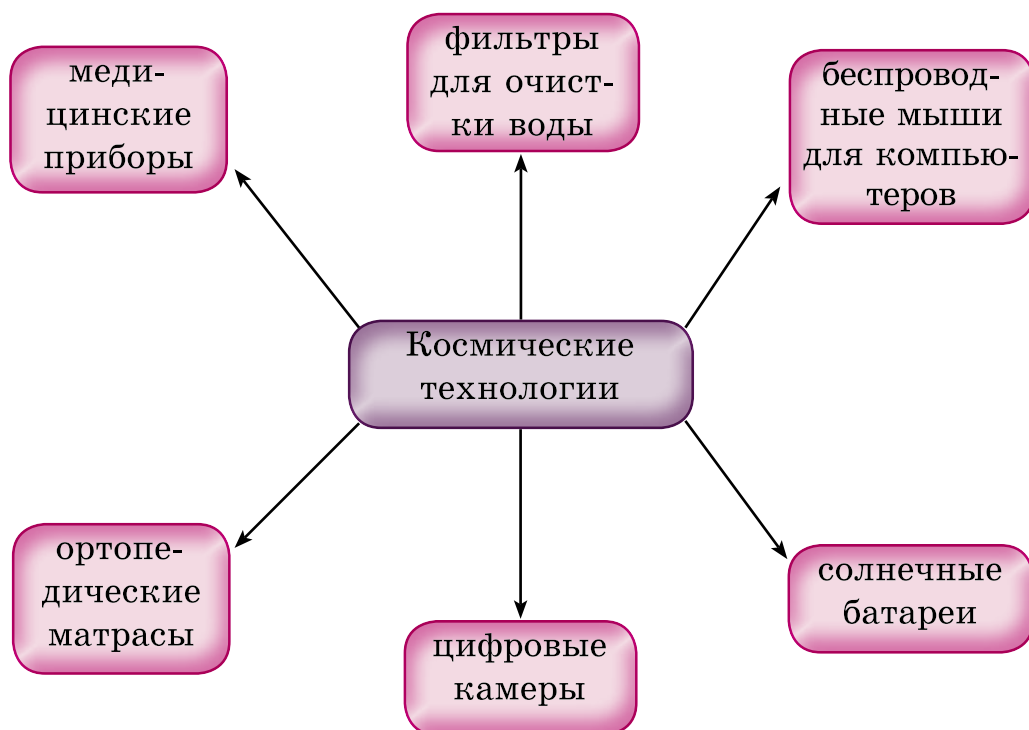 меди-
цинские
приборы
фильтры
для очист-
ки воды
беспровод-
ные мыши
для компью-
теров
Космические
технологии
ортопе-
дические
матрасы
цифровые
камеры
солнечные
батареи